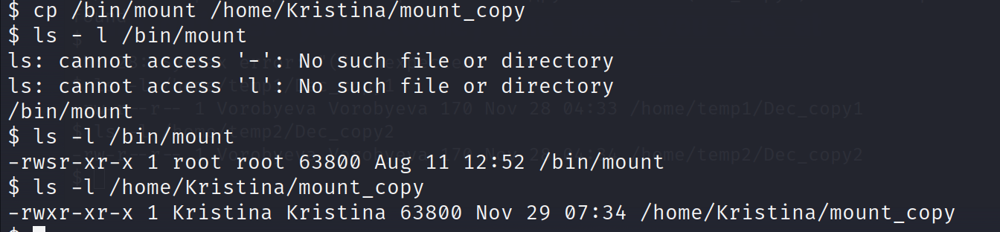 $ cp /bin/mount /home/Kristina/mount_copy
$ ls - l /bin/mount
ls: cannot access '-': No such file or directory
ls: cannot access 'l': No such file or directory
/bin/mount
$ ls -l /bin/mount
-rwsr-xr-x 1 root root 63800 Aug 11 12:52 /bin/mount
$ ls -l /home/Kristina/mount_copy
-rwxr-xr-x 1 Kristina Kristina 63800 Nov 29 07:34 /home/Kristina/mount_copy
$